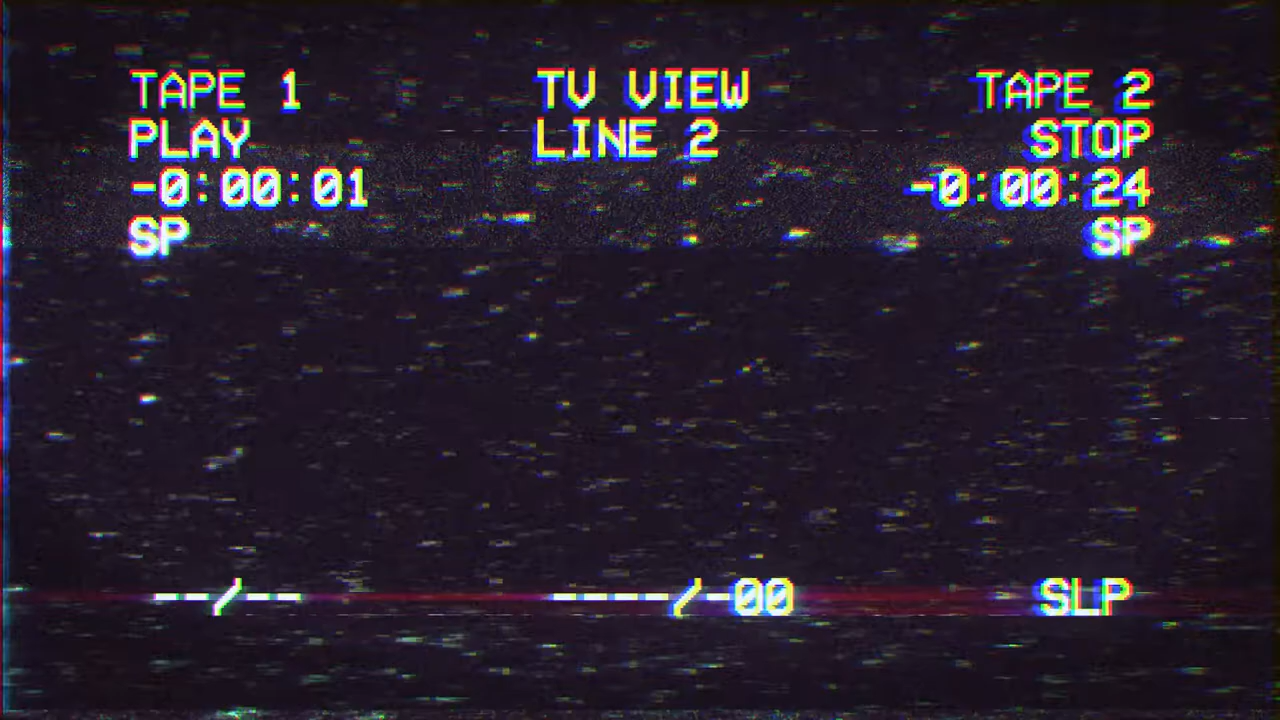 TAPE 1
PLAY
-0:00:01
SP
TV VIEW
LINE 2
TAPE 2
STOP
-0:00:24
SP
--/--
----/-00
SLP